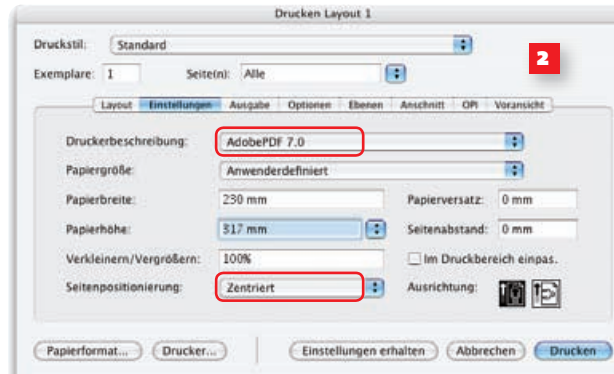 Drucken Layout 1
Druckstil: Standard
2
Exemplare: 1 Seite(n): Alle
Layout Einstellungen Ausgabe Optionen Ebenen Anschnitt OPI Voransicht
Druckerbeschreibung: AdobePDF 7.0
Papiergröße: Anwenderdefiniert
Papierbreite: 230 mm Papierversatz: 0 mm
Papierhöhe: 317 mm Seitenabstand: 0 mm
Verkleinern/Vergrößern: 100% Im Druckbereich einpas.
Seitenpositionierung: Zentriert Ausrichtung:
Papierformat... Drucker... Einstellungen erhalten Abbrechen Drucken